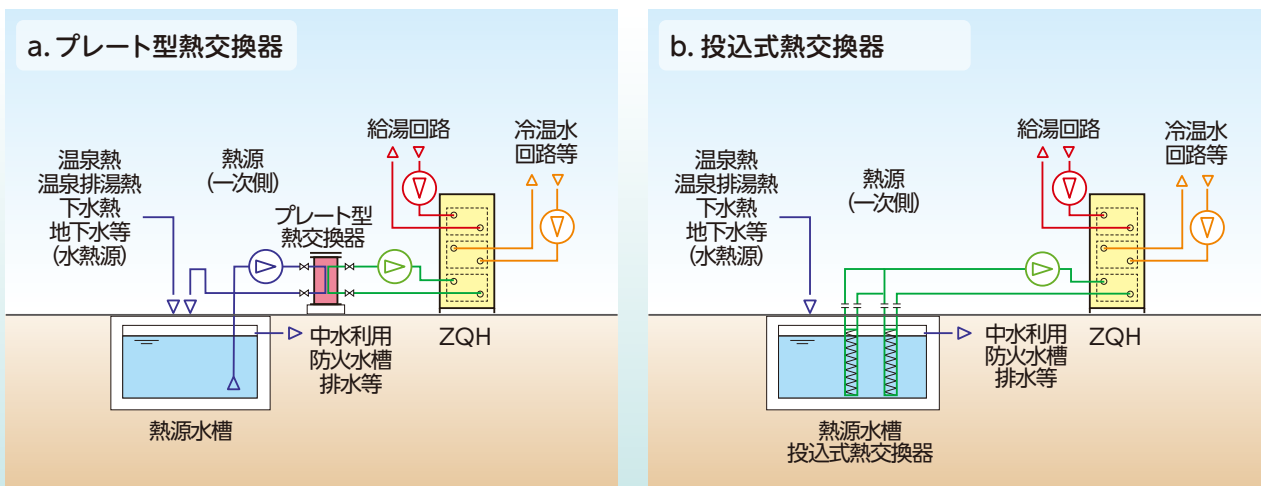 a. プレート型熱交換器
給湯回路
冷温水
回路等
温泉熱
温泉排湯熱
下水熱
地下水等
(水熱源)
熱源
(一次側)
プレート型
熱交換器
ZQH
中水利用
防火水槽
排水等
熱源水槽
b. 投込式熱交換器
給湯回路
冷温水
回路等
温泉熱
温泉排湯熱
下水熱
地下水等
(水熱源)
熱源
(一次側)
ZQH
中水利用
防火水槽
排水等
熱源水槽
投込式熱交換器